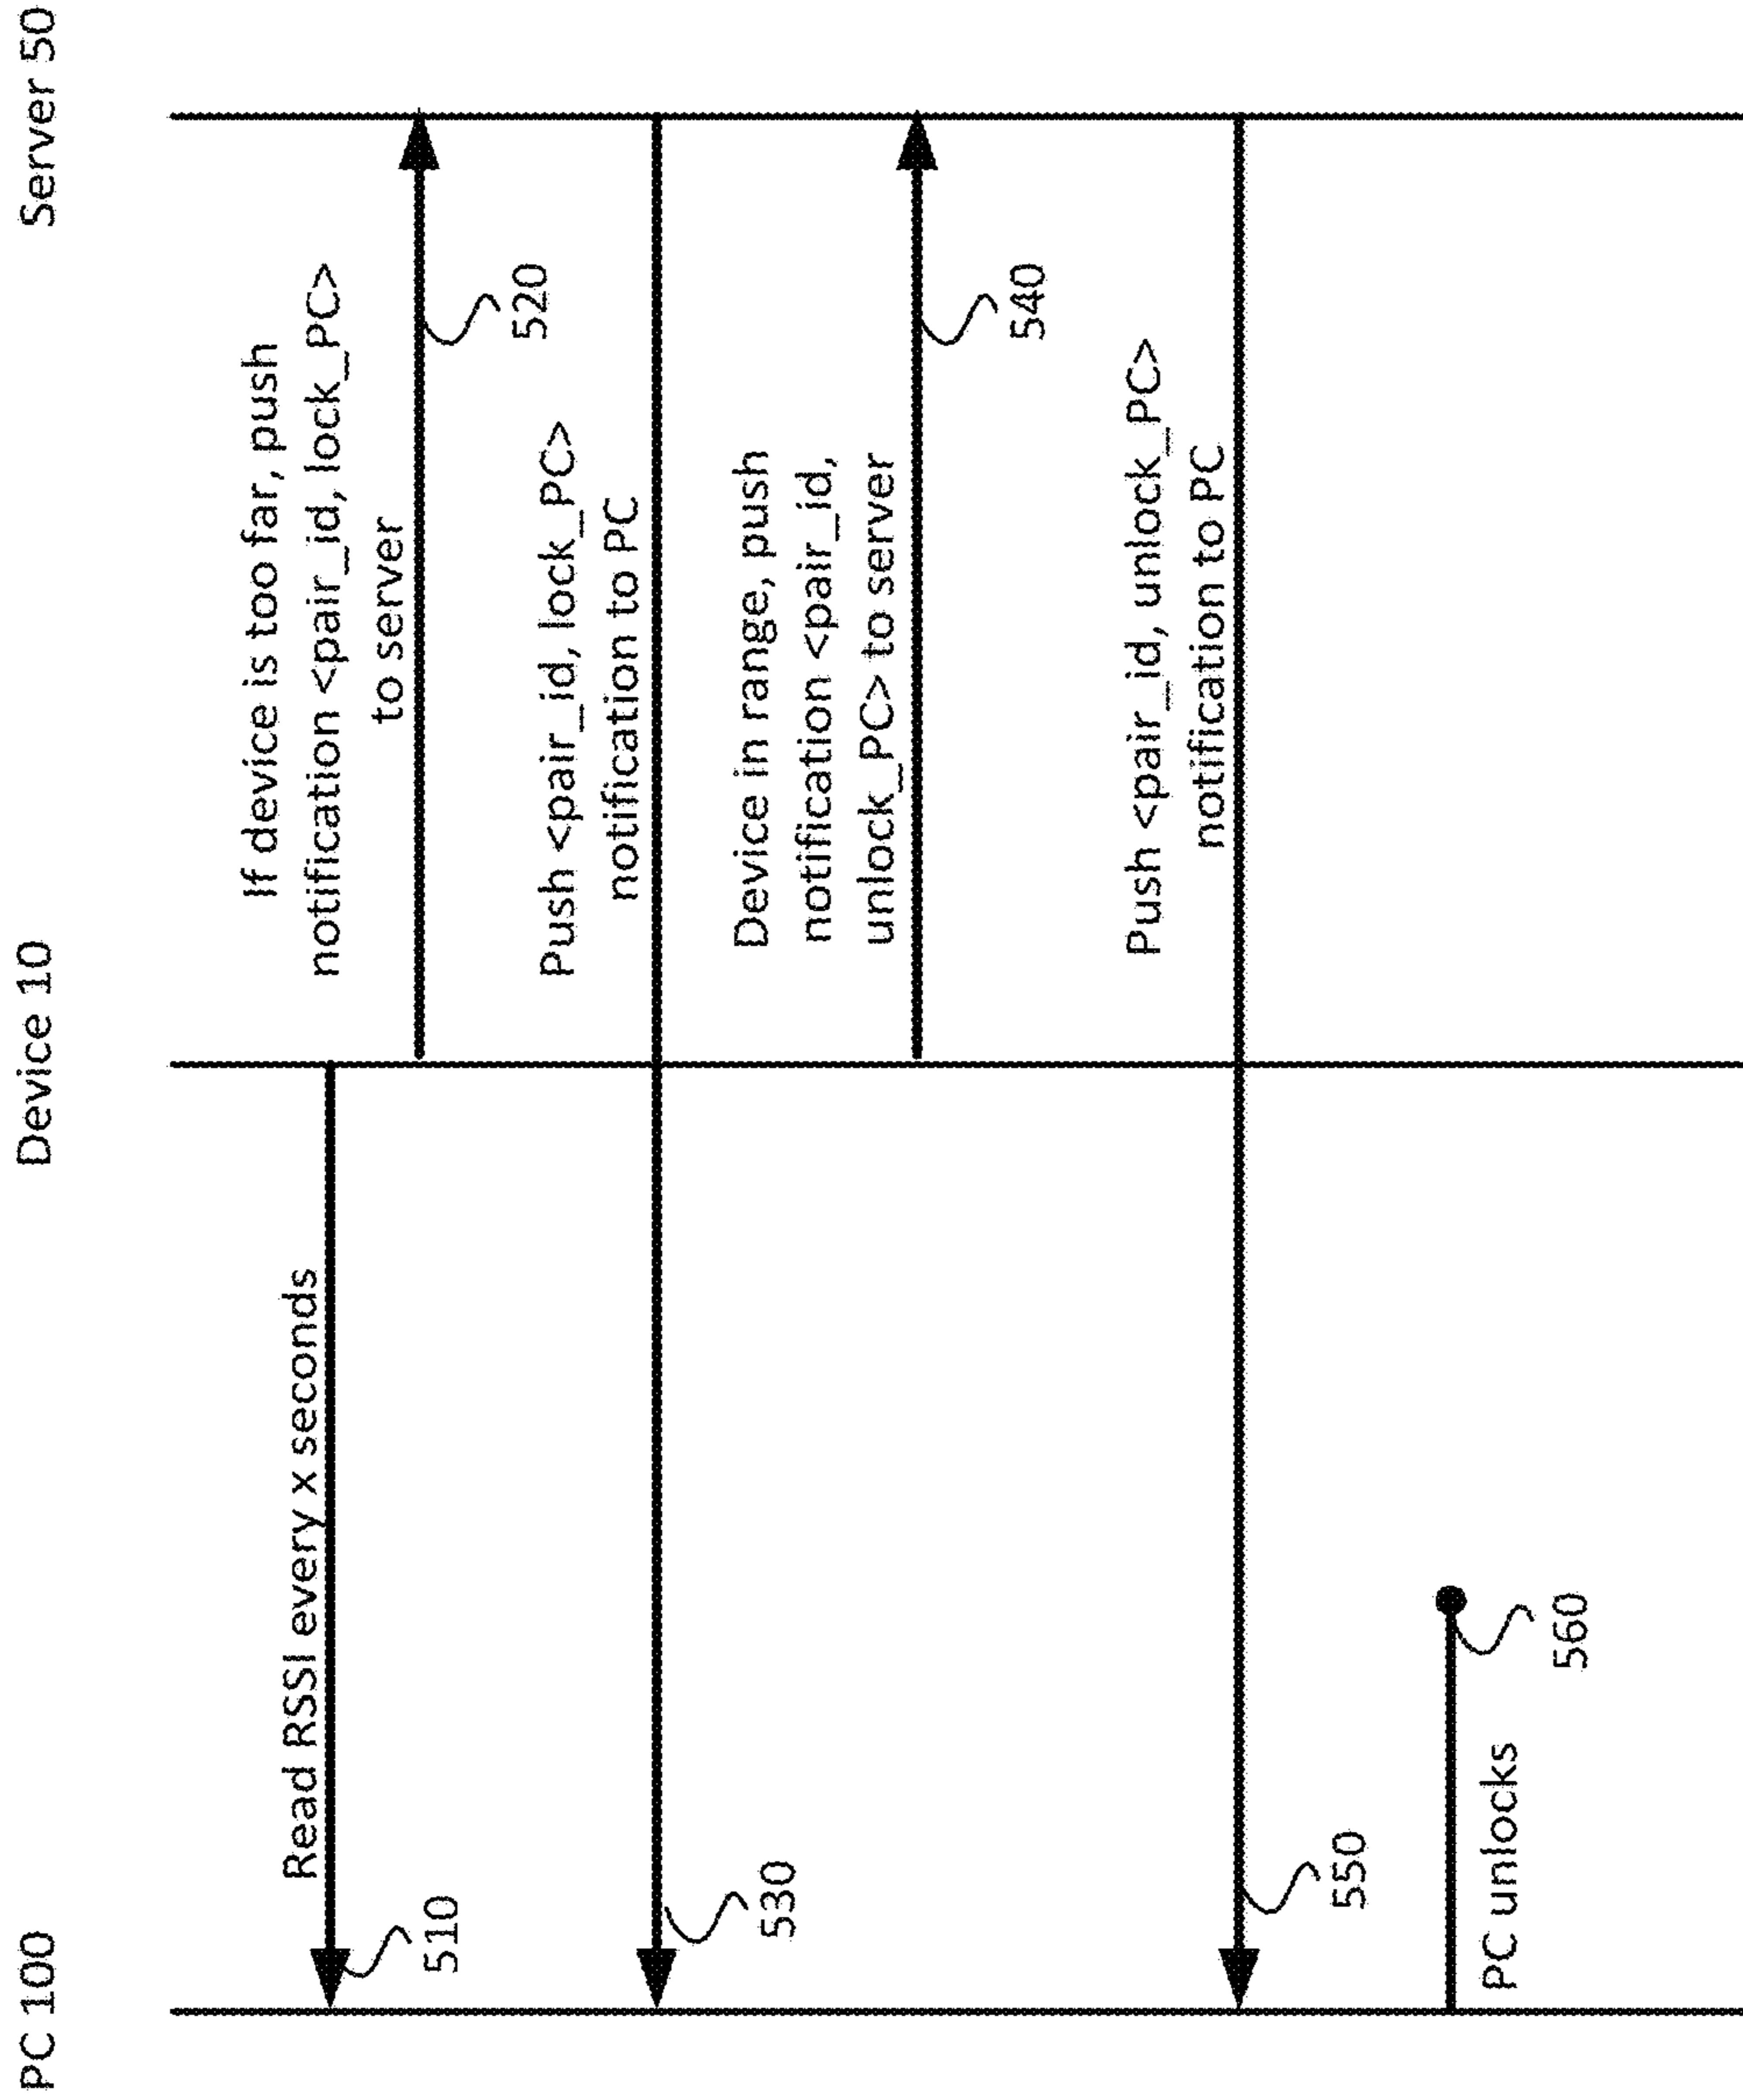 PC 100
Device 10
Server 50
Read RSSI every x seconds
510
If device is too far, push
notification <pair_id, lock_PC>
to server
520
Push <pair_id, lock_PC>
notification to PC
530
Device in range, push
notification <pair_id,
unlock_PC> to server
540
Push <pair_id, unlock_PC>
notification to PC
550
PC unlocks
560